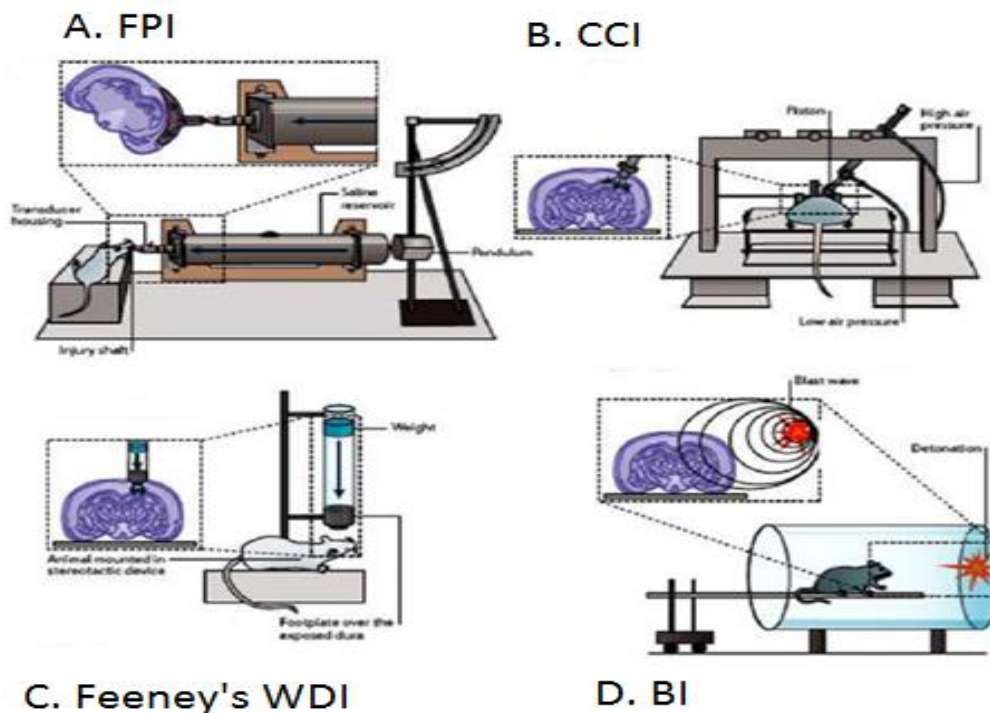 A. FPI
B. CCI
Piston
High air
pressure
Transducer
housing
Saline
reservoir
Pendulum
Injury shaft
Low air pressure
Blast wave
Weight
Detonation
Animal mounted in
stereotactic device
Footplate over the
exposed dura
C. Feeney's WDI
D. BI